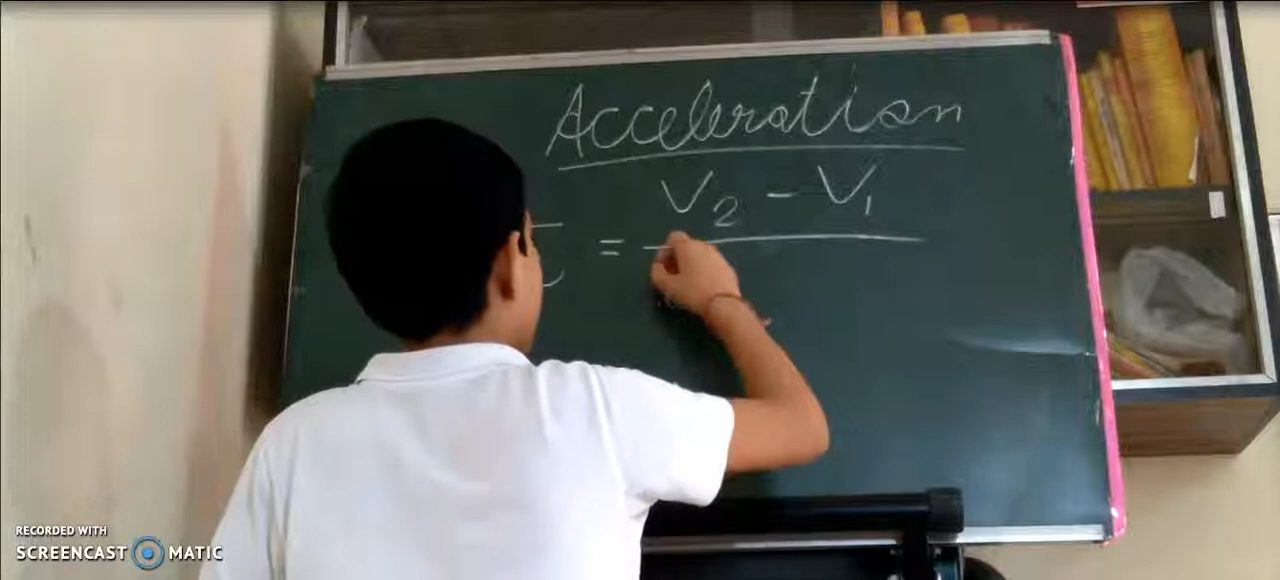 Acceleration
V₂ - V₁
=
RECORDED WITH
SCREENCAST MATIC